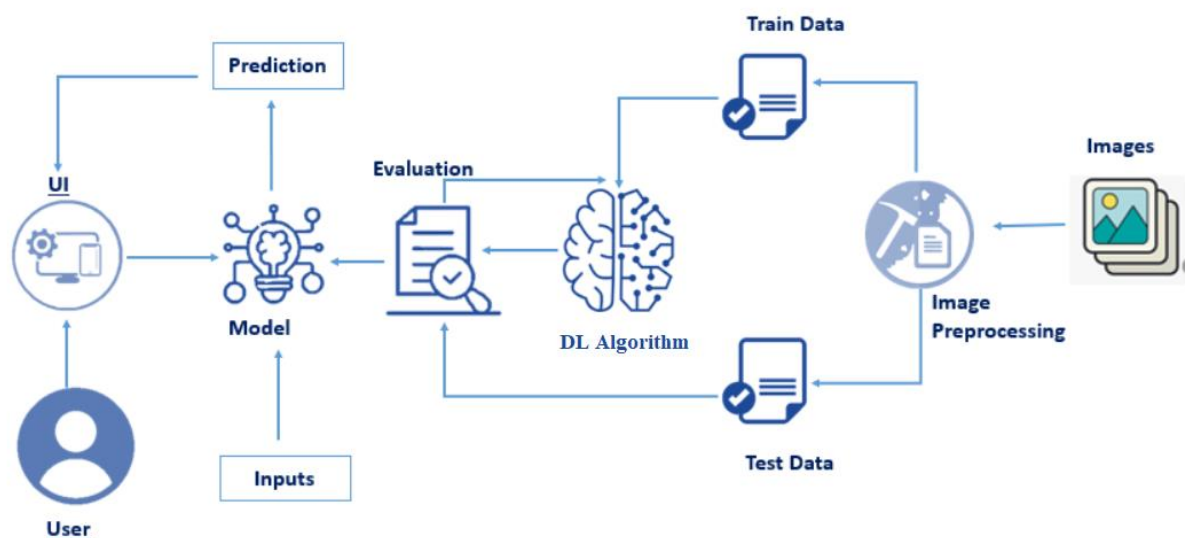 Train Data
Prediction
Images
Evaluation
UI
Model
Image
Preprocessing
DL Algorithm
Inputs
Test Data
User